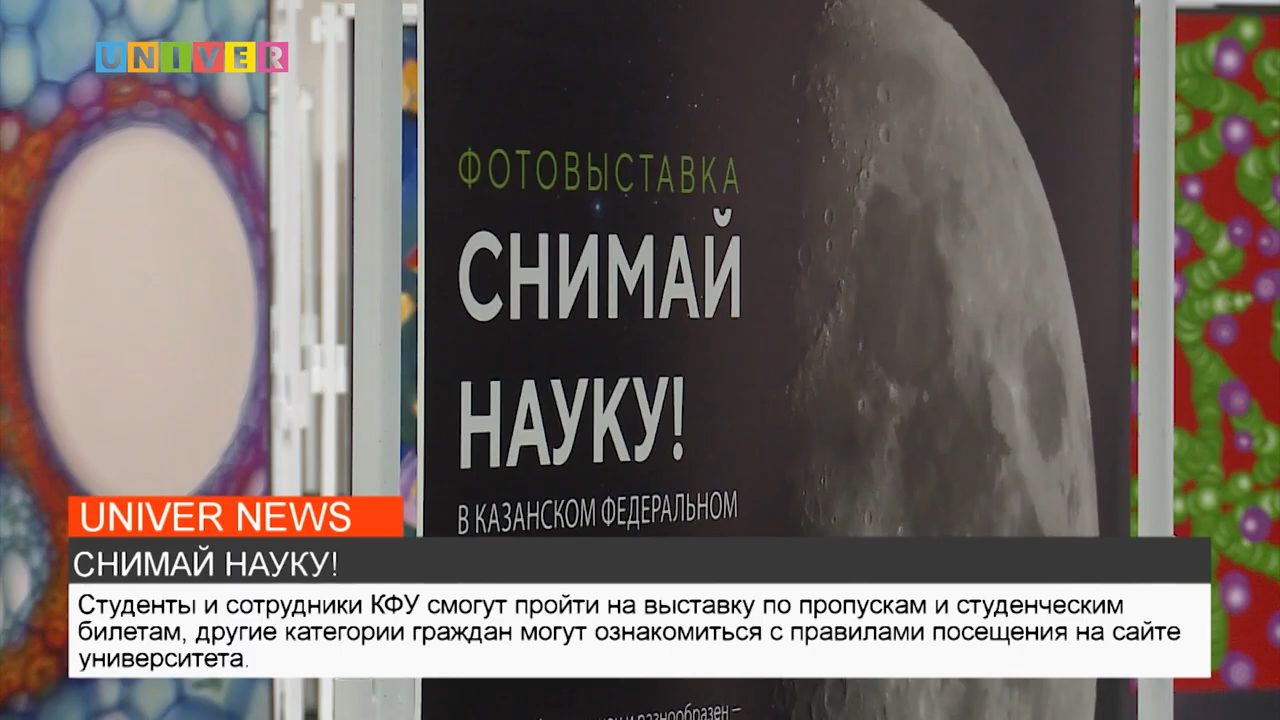 UNIVER
ФОТОВЫСТАВКА
СНИМАЙ
НАУКУ!
В КАЗАНСКОМ ФЕДЕРАЛЬНОМ
UNIVER NEWS
СНИМАЙ НАУКУ!
Студенты и сотрудники КФУ смогут пройти на выставку по пропускам и студенческим
билетам, другие категории граждан могут ознакомиться с правилами посещения на сайте
университета.
и разнообразен –